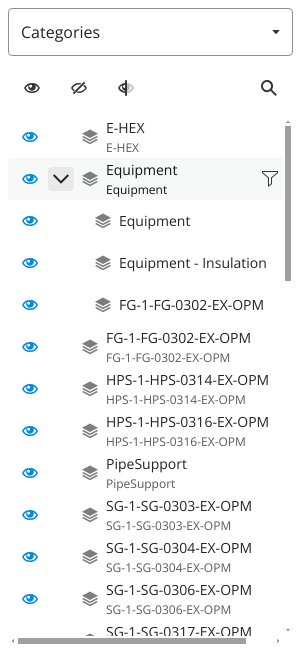 Categories
E-HEX
E-HEX
Equipment
Equipment
Equipment
Equipment - Insulation
FG-1-FG-0302-EX-OPM
FG-1-FG-0302-EX-OPM
FG-1-FG-0302-EX-OPM
HPS-1-HPS-0314-EX-OPM
HPS-1-HPS-0314-EX-OPM
HPS-1-HPS-0316-EX-OPM
HPS-1-HPS-0316-EX-OPM
PipeSupport
PipeSupport
SG-1-SG-0303-EX-OPM
SG-1-SG-0303-EX-OPM
SG-1-SG-0304-EX-OPM
SG-1-SG-0304-EX-OPM
SG-1-SG-0306-EX-OPM
SG-1-SG-0306-EX-OPM
SG-1-SG-0317-EX-OPM